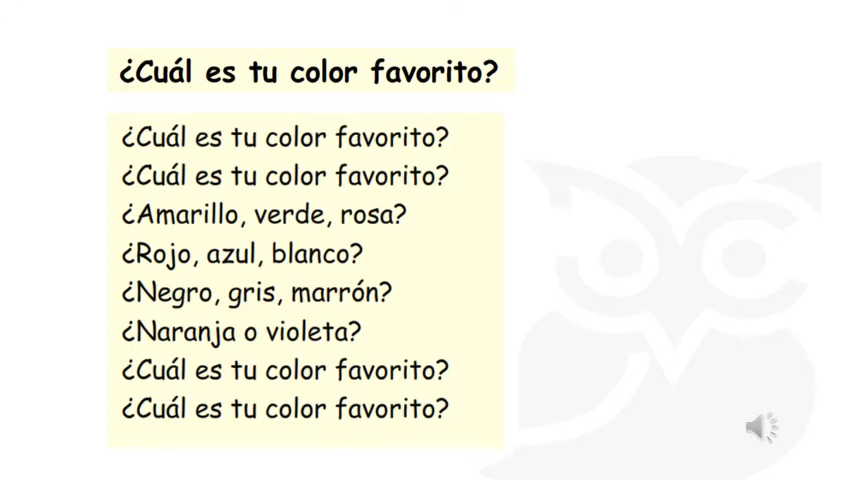 ¿Cuál es tu color favorito?
¿Cuál es tu color favorito?
¿Cuál es tu color favorito?
¿Amarillo, verde, rosa?
¿Rojo, azul, blanco?
¿Negro, gris, marrón?
¿Naranja o violeta?
¿Cuál es tu color favorito?
¿Cuál es tu color favorito?